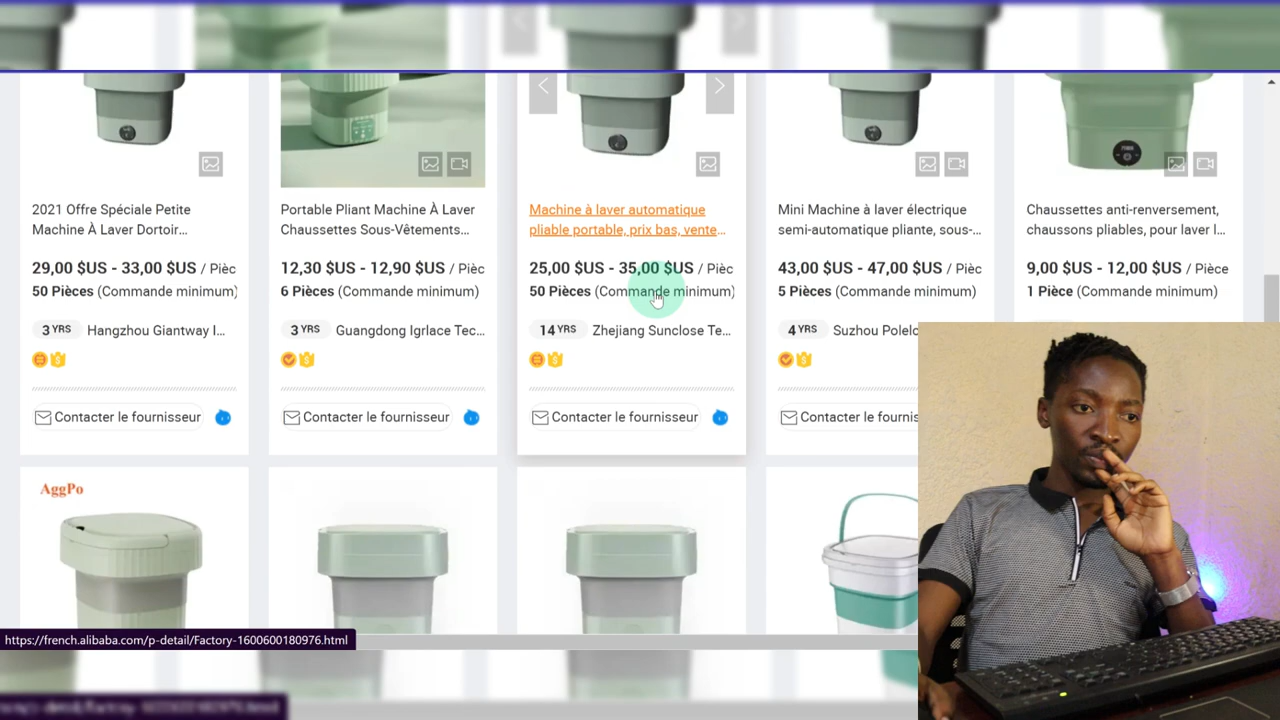 2021 Offre Spéciale Petite
Machine À Laver Dortoir...
29,00 $US - 33,00 $US / Pièc
50 Pièces (Commande minimum)
3 YRS Hangzhou Giantway I...
Contacter le fournisseur
Portable Pliant Machine À Laver
Chaussettes Sous-Vêtements...
12,30 $US - 12,90 $US / Pièc
6 Pièces (Commande minimum)
3 YRS Guangdong Igrlace Tec...
Contacter le fournisseur
Machine à laver automatique
pliable portable, prix bas, vente...
25,00 $US - 35,00 $US / Pièc
50 Pièces (Commande minimum)
14 YRS Zhejiang Sunclose Te...
Contacter le fournisseur
Mini Machine à laver électrique
semi-automatique pliante, sous-...
43,00 $US - 47,00 $US / Pièc
5 Pièces (Commande minimum)
4 YRS Suzhou Polelo
Contacter le fournis
Chaussettes anti-renversement,
chaussons pliables, pour laver l...
9,00 $US - 12,00 $US / Pièce
1 Pièce (Commande minimum)
AggPo
https://french.alibaba.com/p-detail/Factory-1600600180976.html